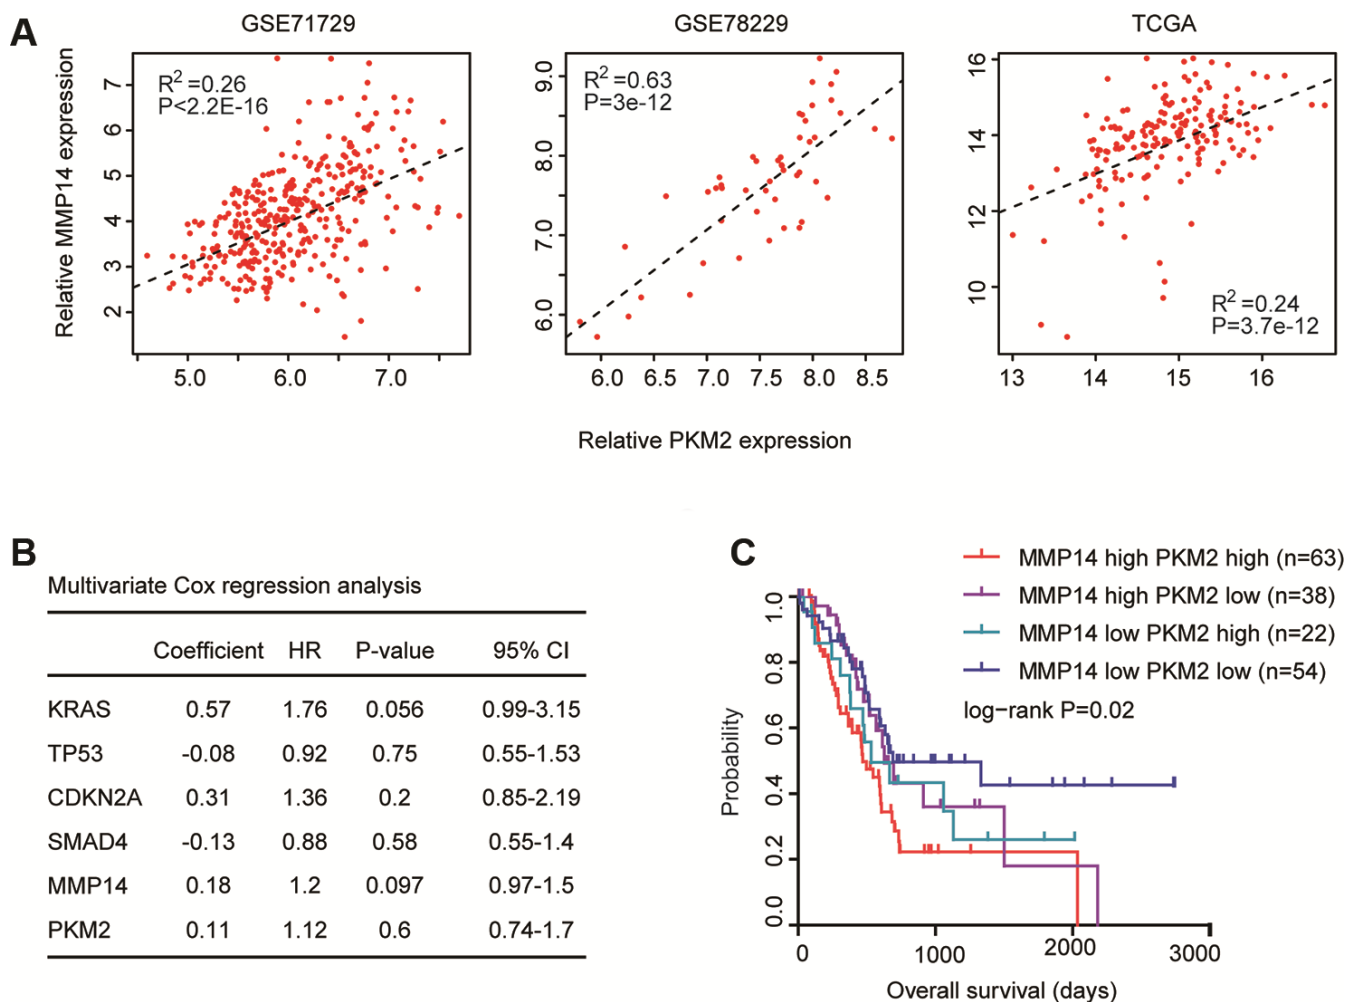 A
GSE71729
GSE78229
TCGA
Relative MMP14 expression
R2 =0.26
P<2.2E-16
7
6
5
4
3
2
5.0 6.0 7.0
R2 =0.63
P=3e-12
9.0
8.0
7.0
6.0
6.0 6.5 7.0 7.5 8.0 8.5
16
14
12
10
R2 =0.24
P=3.7e-12
13 14 15 16
Relative PKM2 expression
B
Multivariate Cox regression analysis
Coefficient HR P-value 95% CI
KRAS 0.57 1.76 0.056 0.99-3.15
TP53 -0.08 0.92 0.75 0.55-1.53
CDKN2A 0.31 1.36 0.2 0.85-2.19
SMAD4 -0.13 0.88 0.58 0.55-1.4
MMP14 0.18 1.2 0.097 0.97-1.5
PKM2 0.11 1.12 0.6 0.74-1.7
C
MMP14 high PKM2 high (n=63)
MMP14 high PKM2 low (n=38)
MMP14 low PKM2 high (n=22)
MMP14 low PKM2 low (n=54)
log-rank P=0.02
Probability
1.0
0.8
0.6
0.4
0.2
0.0
0 1000 2000 3000
Overall survival (days)